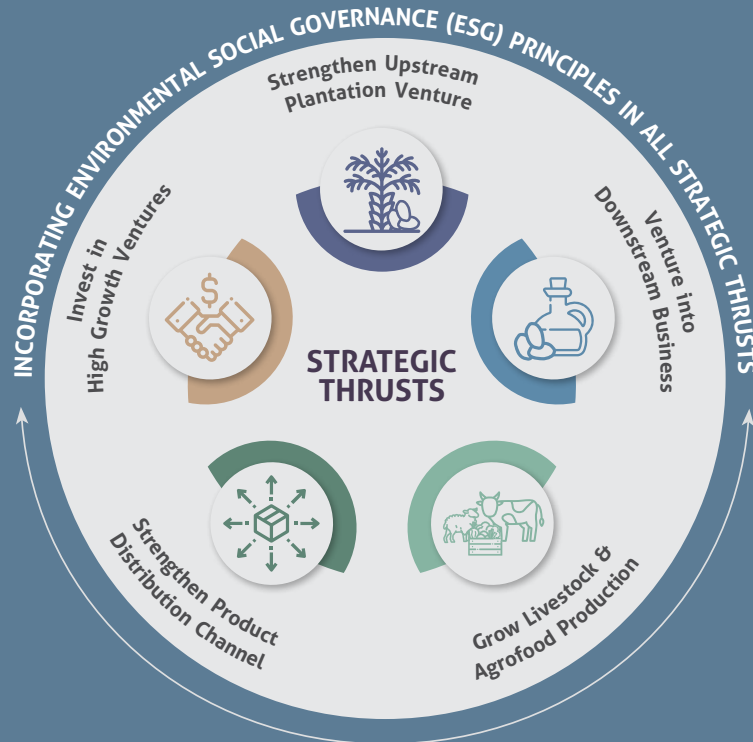 INCORPORATING ENVIRONMENTAL SOCIAL GOVERNANCE (ESG) PRINCIPLES IN ALL STRATEGIC THRUSTS
Strengthen Upstream
Plantation Venture
Venture into
Downstream Business
Grow Livestock &
Agrofood Production
Strengthen Product
Distribution Channel
Invest in
High Growth Ventures
$
STRATEGIC
THRUSTS